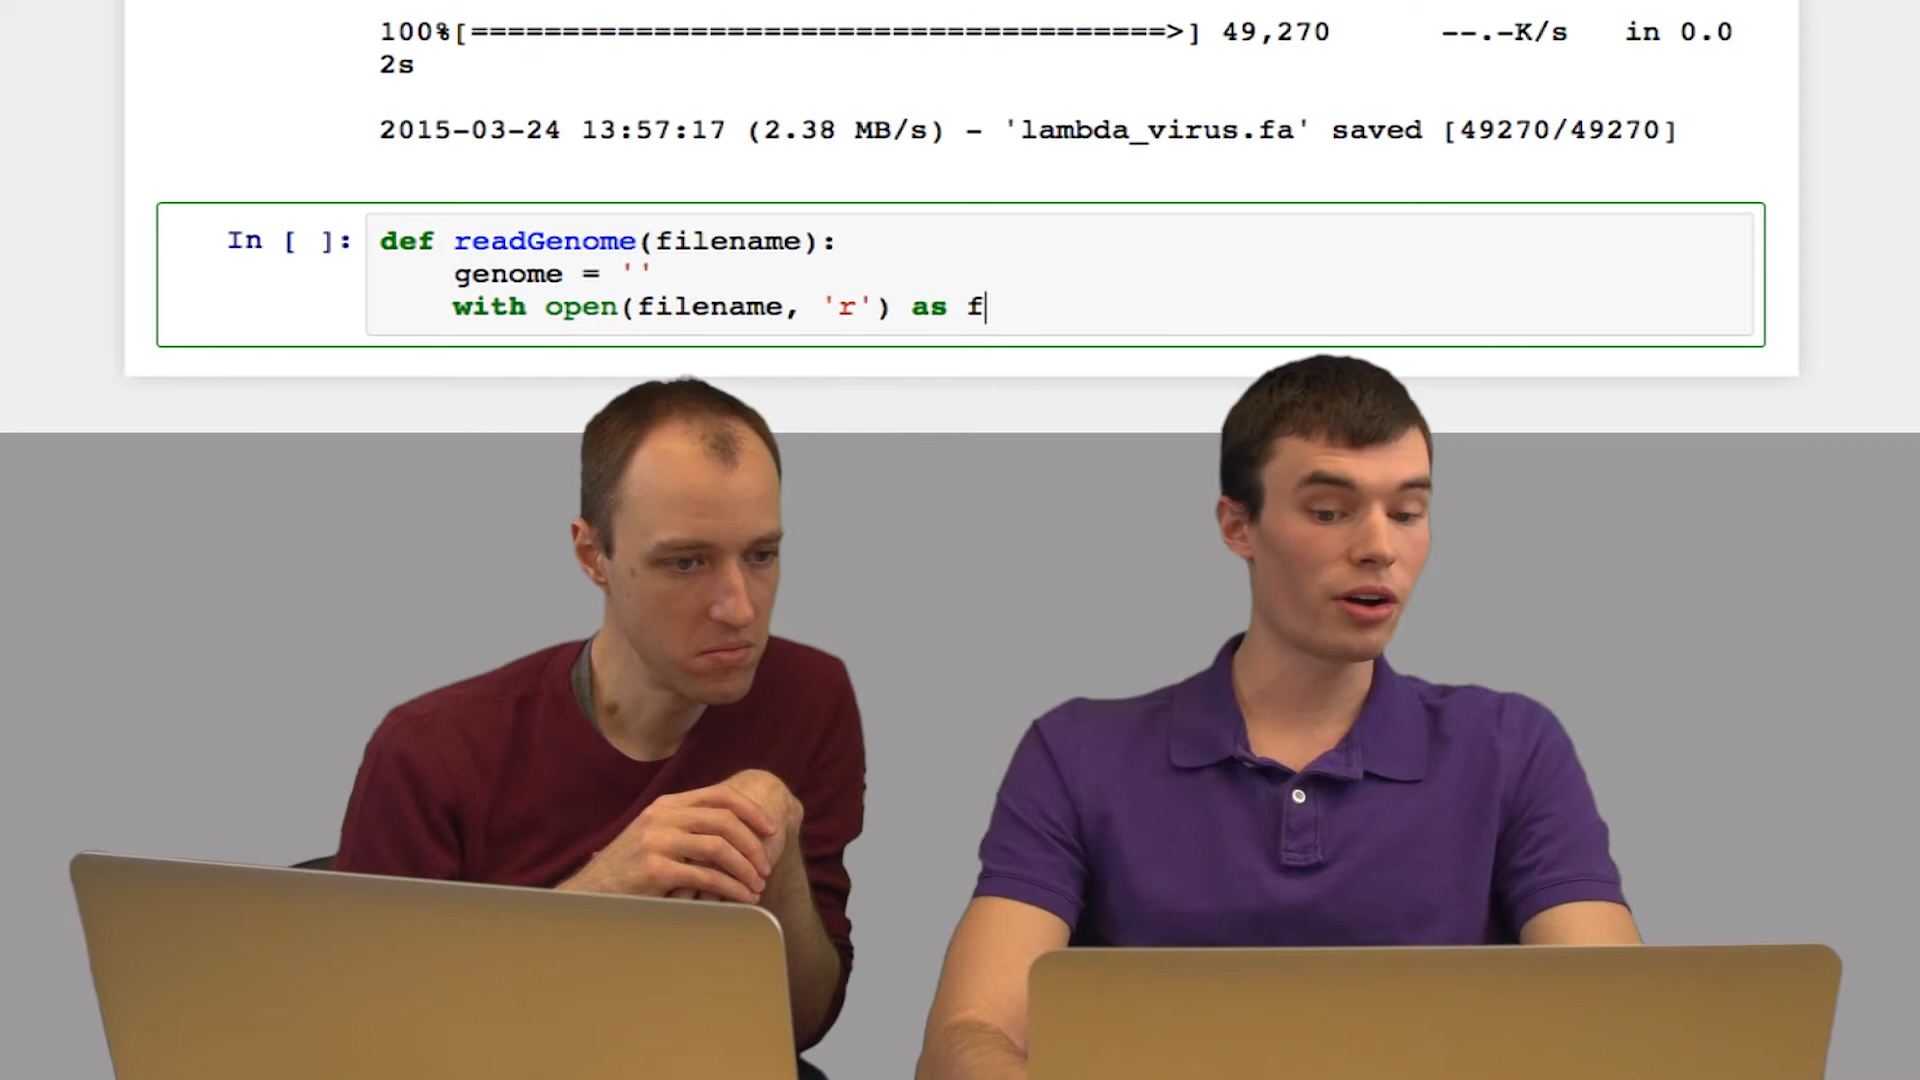 100%[======================================>] 49,270      --.-K/s   in 0.0
2s
2015-03-24 13:57:17 (2.38 MB/s) - 'lambda_virus.fa' saved [49270/49270]
In [ ]: def readGenome(filename):
    genome = ''
    with open(filename, 'r') as f